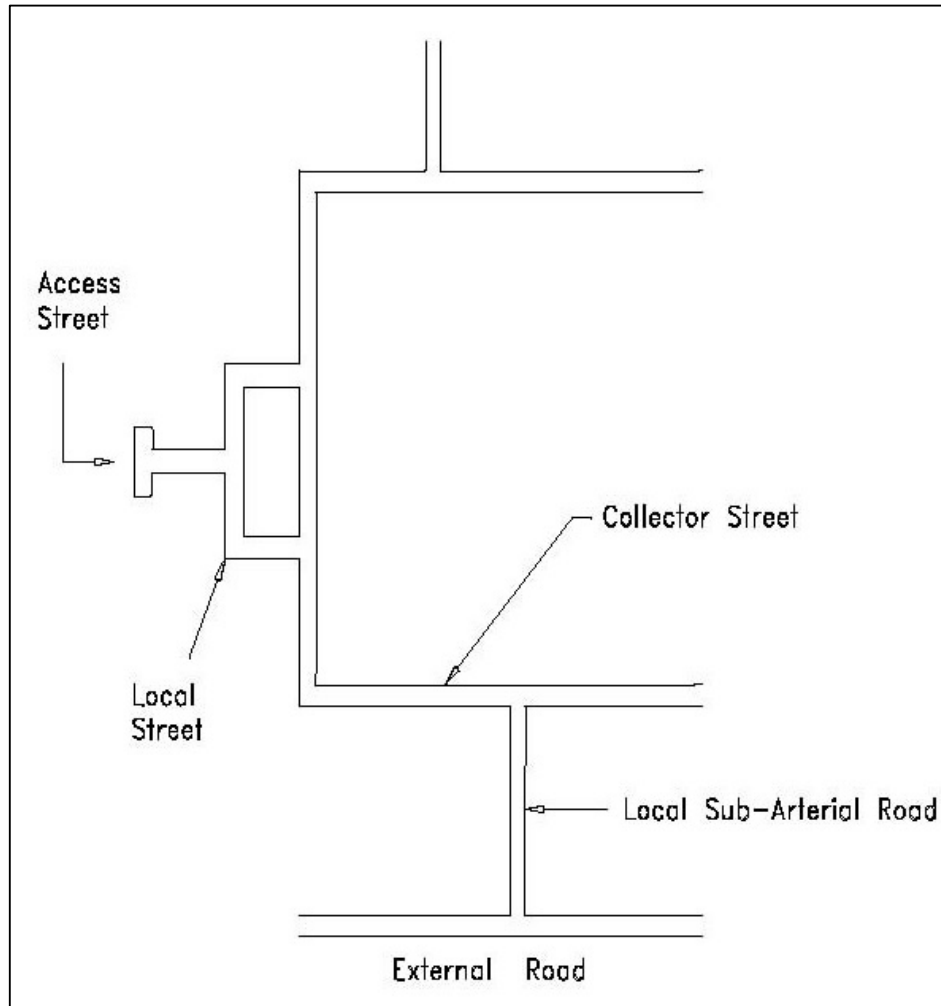 Access
Street
Collector Street
Local
Street
Local Sub-Arterial Road
External Road